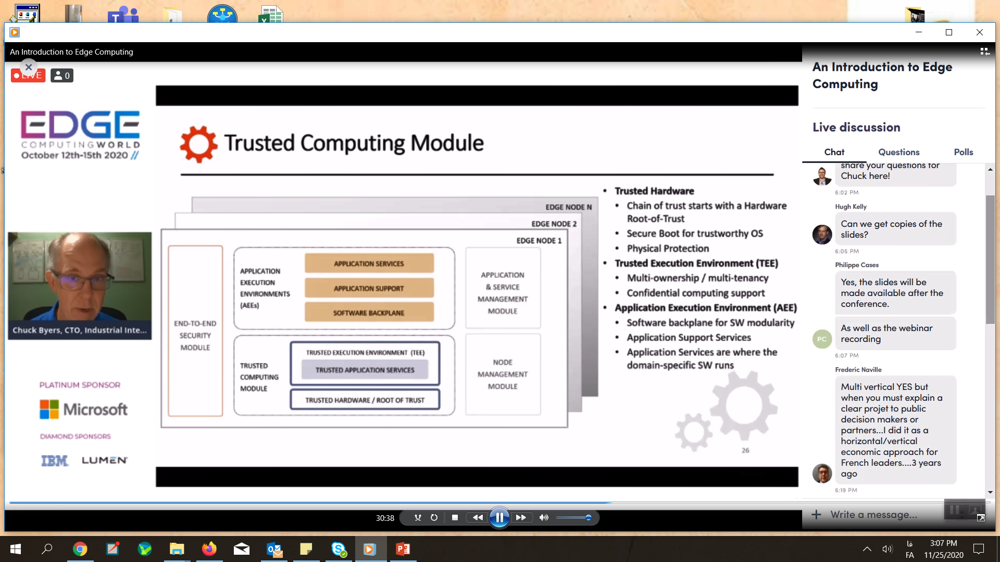 An Introduction to Edge Computing
LIVE
0
EDGE
COMPUTINGWORLD
October 12th-15th 2020 //
Chuck Byers, CTO, Industrial Inte...
PLATINUM SPONSOR
Microsoft
DIAMOND SPONSORS
IBM LUMEN
Trusted Computing Module
EDGE NODE N
EDGE NODE 2
EDGE NODE 1
END-TO-END
SECURITY
MODULE
APPLICATION
EXECUTION
ENVIRONMENTS
(AEEs)
APPLICATION SERVICES
APPLICATION SUPPORT
SOFTWARE BACKPLANE
APPLICATION
& SERVICE
MANAGEMENT
MODULE
TRUSTED
COMPUTING
MODULE
TRUSTED EXECUTION ENVIRONMENT (TEE)
TRUSTED APPLICATION SERVICES
TRUSTED HARDWARE / ROOT OF TRUST
NODE
MANAGEMENT
MODULE
• Trusted Hardware
• Chain of trust starts with a Hardware
Root-of-Trust
• Secure Boot for trustworthy OS
• Physical Protection
• Trusted Execution Environment (TEE)
• Multi-ownership / multi-tenancy
• Confidential computing support
• Application Execution Environment (AEE)
• Software backplane for SW modularity
• Application Support Services
• Application Services are where the
domain-specific SW runs
26
An Introduction to Edge
Computing
Live discussion
Chat Questions Polls
share your questions for
Chuck here!
6:02 PM
Hugh Kelly
Can we get copies of the
slides?
6:05 PM
Philippe Cases
Yes, the slides will be
made available after the
conference.
As well as the webinar
recording
PC
6:07 PM
Frederic Naville
Multi vertical YES but
when you must explain a
clear projet to public
decision makers or
partners...I did it as a
horizontal/vertical
economic approach for
French leaders....3 years
ago
6:19 PM
+ Write a message...
30:38
فا
FA
3:07 PM
11/25/2020